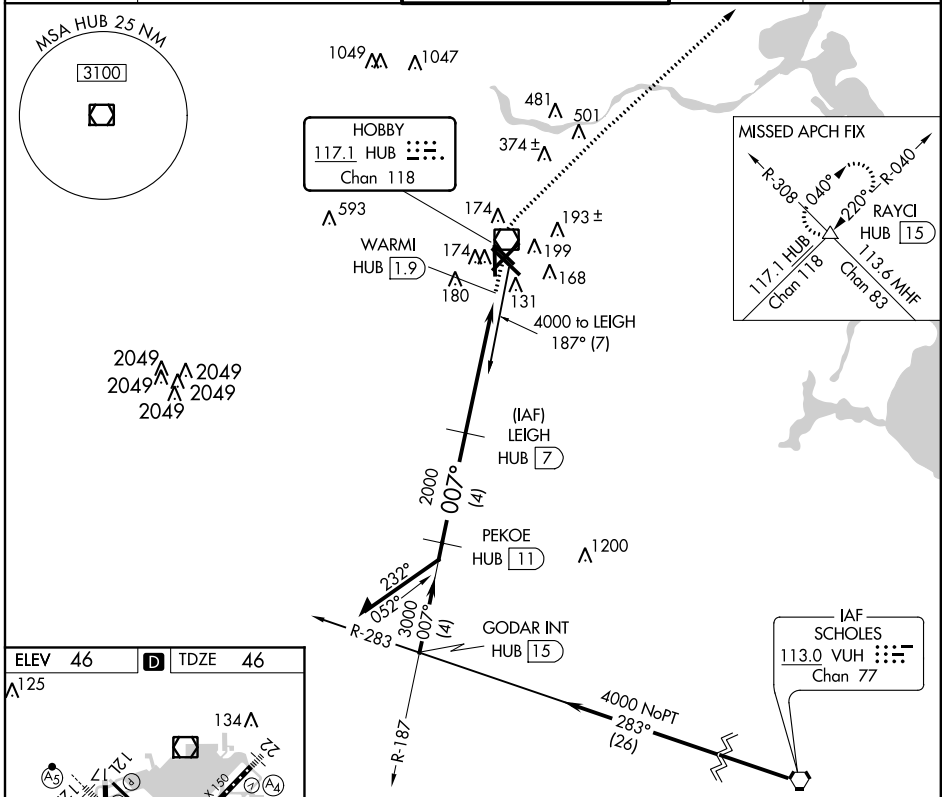 MSA HUB 25 NM
3100
1049
1047
481
501
374 ±
HOBBY
117.1 HUB
Chan 118
MISSED APCH FIX
R-308
040°
R-040
220°
RAYCI
HUB 15
117.1 HUB
Chan 118
113.6 MHF
Chan 83
593
174
193 ±
WARMI
HUB 1.9
174
199
168
180
131
4000 to LEIGH
187° (7)
2049
2049
2049
2049
2049
(IAF)
LEIGH
HUB 7
2000
007°
(4)
PEKOE
HUB 11
1200
232°
052°
3000
007°
(4)
R-283
GODAR INT
HUB 15
IAF
SCHOLES
113.0 VUH
Chan 77
4000 NoPT
283°
(26)
R-187
ELEV 46
D
TDZE 46
125
134
22
12L
A5
P
X 150
V
A4